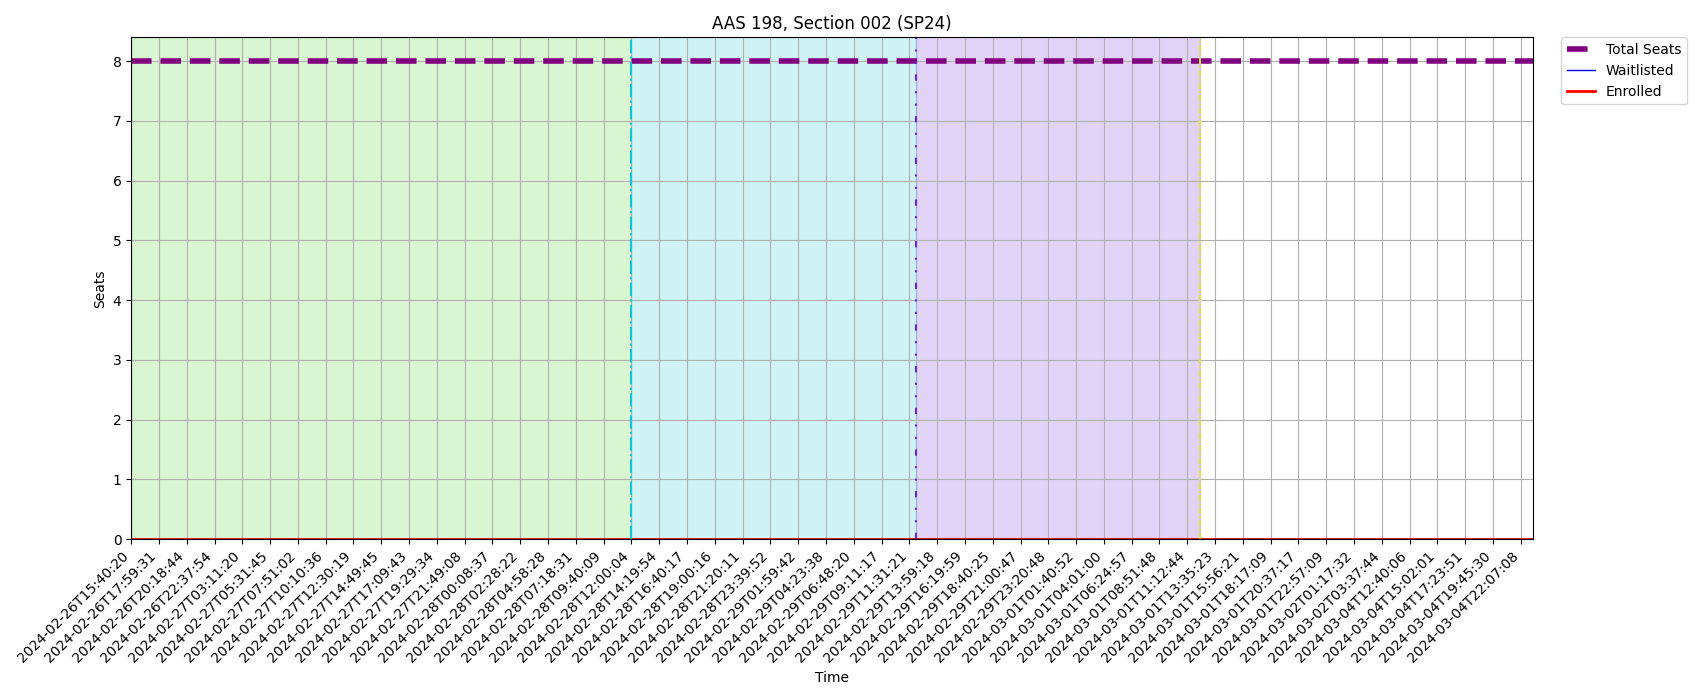 AAS 198, Section 002 (SP24)
Total Seats
Waitlisted
Enrolled
8
7
6
5
4
3
2
1
0
Seats
2024-02-26T15:40:20
2024-02-26T17:59:31
2024-02-26T20:18:44
2024-02-26T22:37:54
2024-02-27T03:11:20
2024-02-27T05:31:45
2024-02-27T07:51:02
2024-02-27T10:10:36
2024-02-27T12:30:19
2024-02-27T14:49:45
2024-02-27T17:09:43
2024-02-27T19:29:34
2024-02-27T21:49:08
2024-02-28T00:08:37
2024-02-28T02:28:22
2024-02-28T04:58:28
2024-02-28T07:18:31
2024-02-28T09:40:09
2024-02-28T12:00:04
2024-02-28T14:19:54
2024-02-28T16:40:17
2024-02-28T19:00:16
2024-02-28T21:20:11
2024-02-28T23:39:52
2024-02-29T01:59:42
2024-02-29T04:23:38
2024-02-29T06:48:20
2024-02-29T09:11:17
2024-02-29T11:31:21
2024-02-29T13:59:18
2024-02-29T16:19:59
2024-02-29T18:40:25
2024-02-29T21:00:47
2024-02-29T23:20:48
2024-03-01T01:40:52
2024-03-01T04:01:00
2024-03-01T06:24:57
2024-03-01T08:51:48
2024-03-01T11:12:44
2024-03-01T13:35:23
2024-03-01T15:56:21
2024-03-01T18:17:09
2024-03-01T20:37:17
2024-03-01T22:57:09
2024-03-02T01:17:32
2024-03-02T03:37:44
2024-03-04T12:40:06
2024-03-04T15:02:01
2024-03-04T17:23:51
2024-03-04T19:45:30
2024-03-04T22:07:08
Time